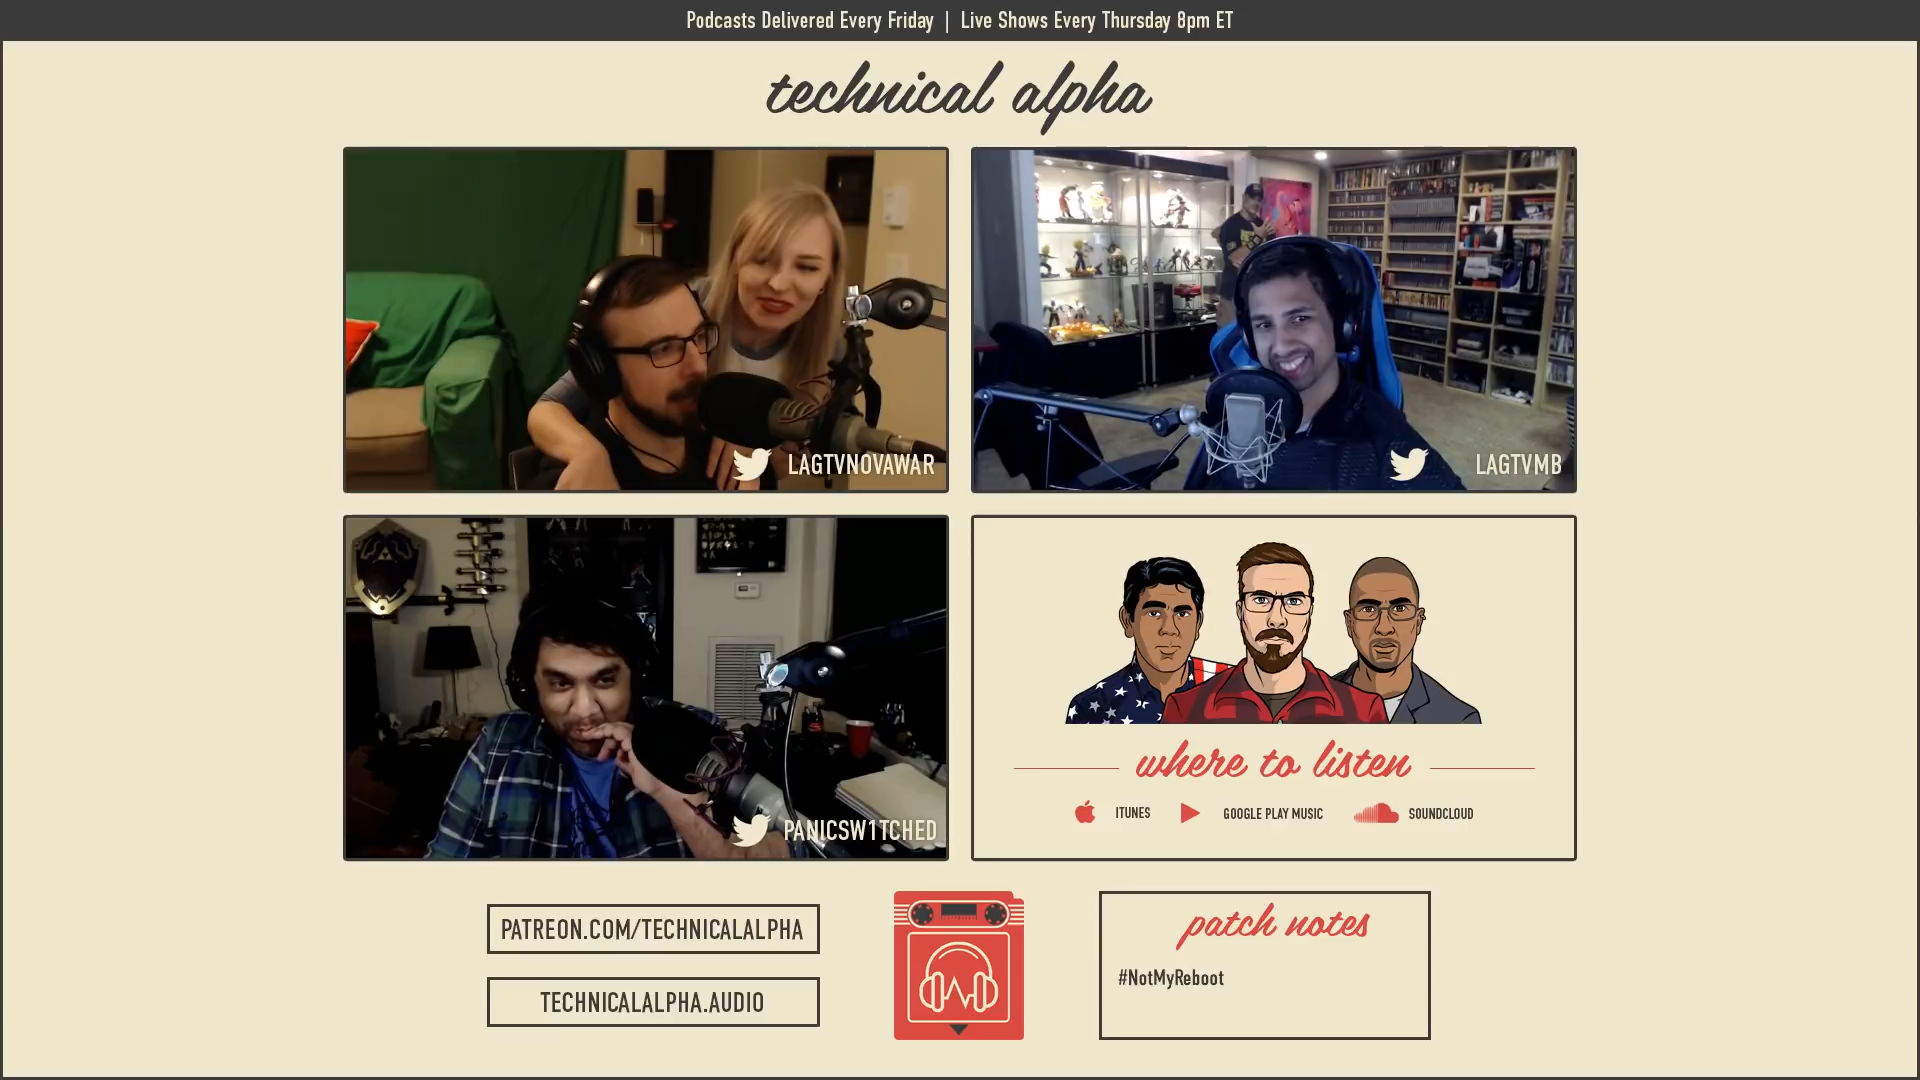 Podcasts Delivered Every Friday | Live Shows Every Thursday 8pm ET
technical alpha
LAGTVNOVAWAR
LAGTVMB
PANICSW1TCHED
where to listen
ITUNES
GOOGLE PLAY MUSIC
SOUNDCLOUD
PATREON.COM/TECHNICALALPHA
TECHNICALALPHA.AUDIO
patch notes
#NotMyReboot